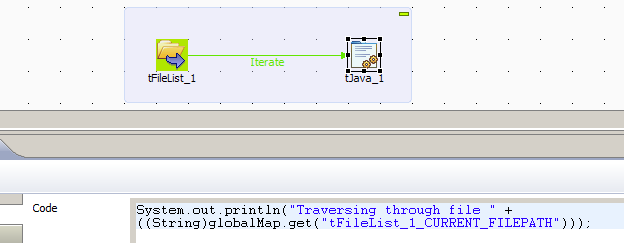 Iterate
tFileList_1
tJava_1
Code
System.out.println("Traversing through file " +
((String)globalMap.get("tFileList_1_CURRENT_FILEPATH")));